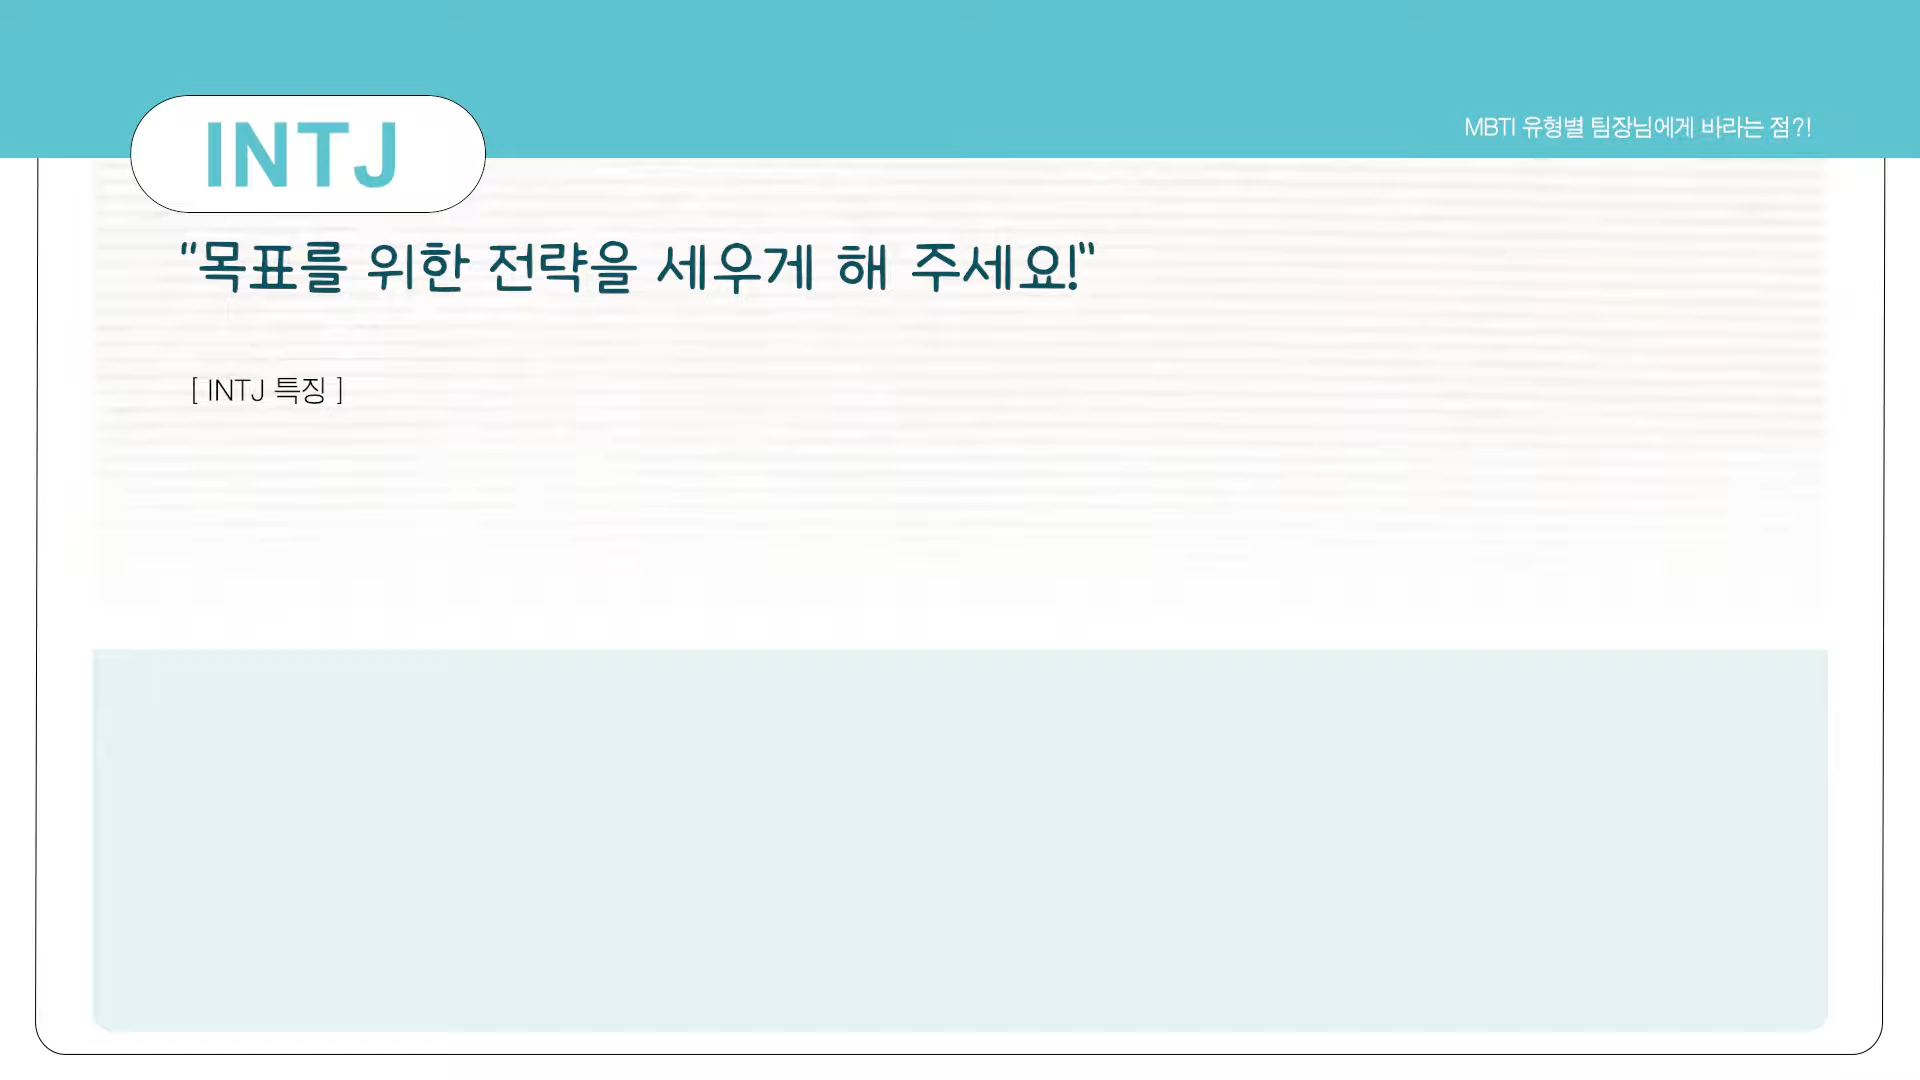 MBTI 유형별 팀장님에게 바라는 점?!
INTJ
"목표를 위한 전략을 세우게 해 주세요!"
[ INTJ 특징 ]